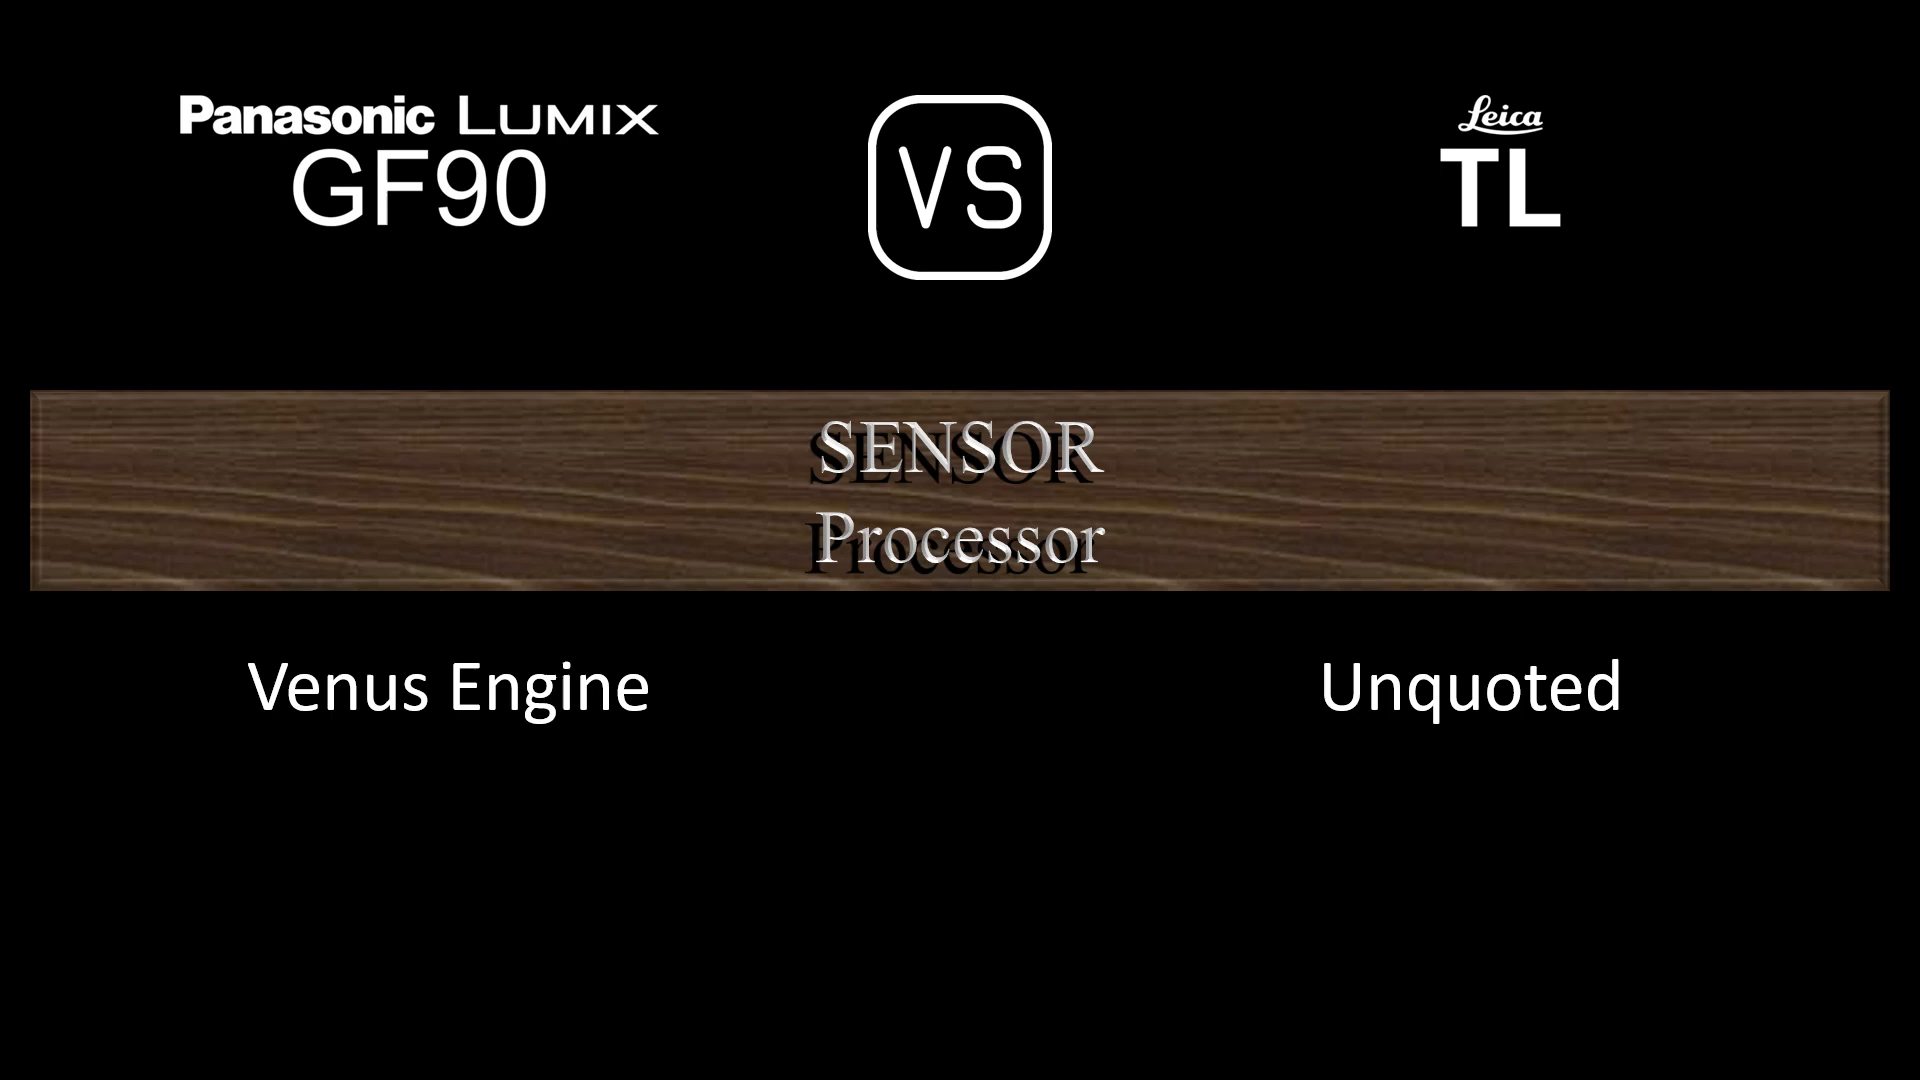 Panasonic LUMIX
GF90
VS
Leica
TL
SENSOR
Processor
Venus Engine
Unquoted